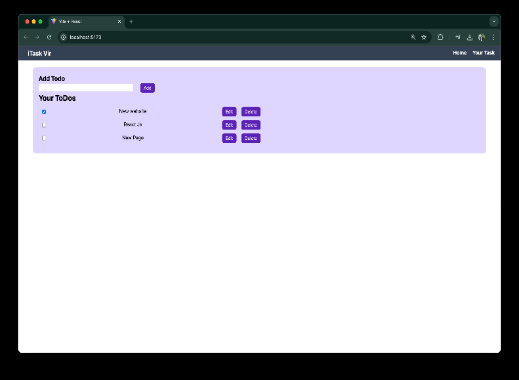 Vite + React
localhost:5173
iTask Vir
Home Your Task
Add Todo
Add
Your ToDos
New website Edit Delete
React Js Edit Delete
New Page Edit Delete